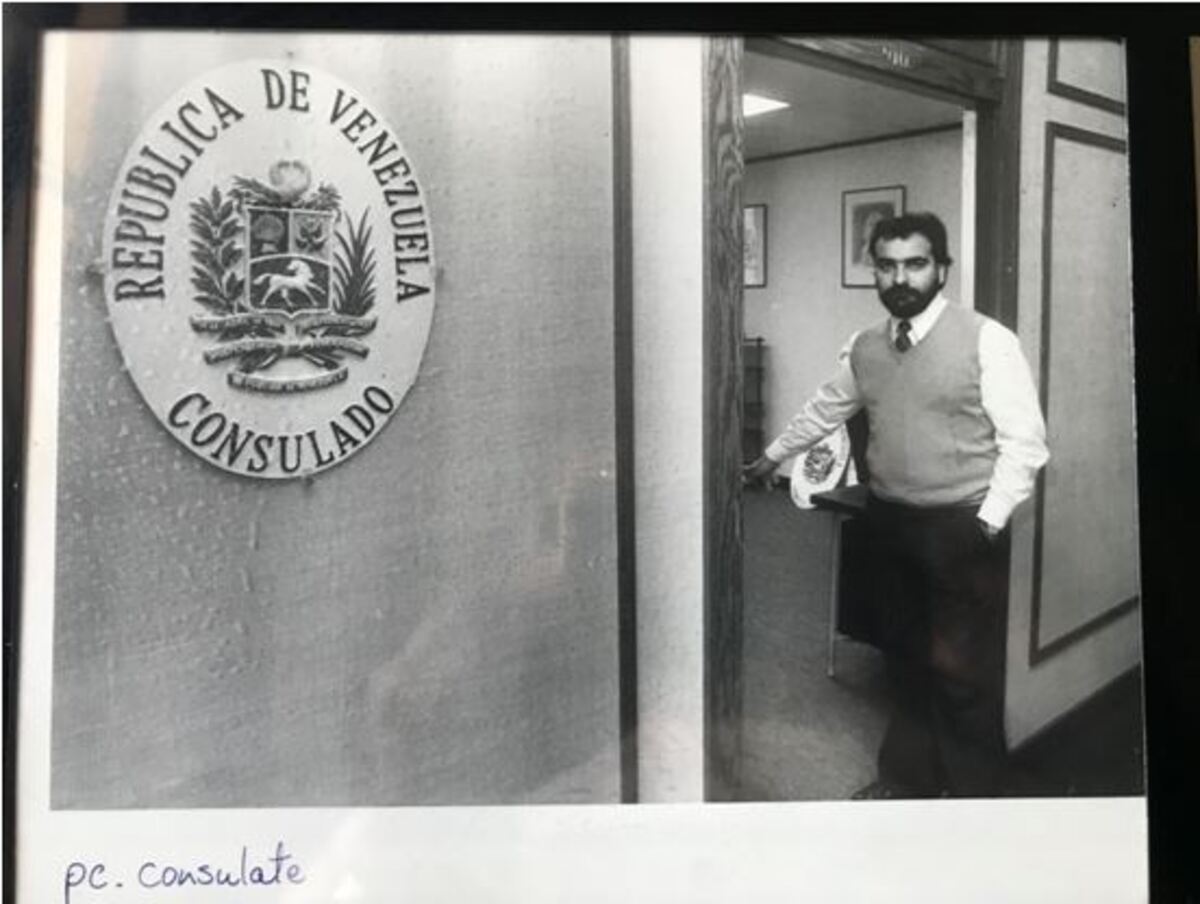 REPUBLICA DE VENEZUELA
CONSULADO
pc. consulate